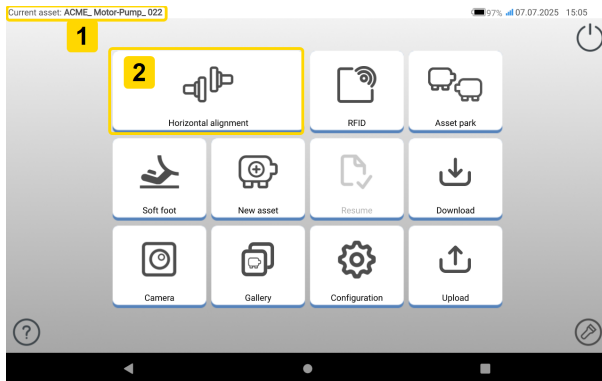 Current asset: ACME_ Motor-Pump_ 022
97% 07.07.2025 15:05
1
2
Horizontal alignment
RFID
Asset park
Soft foot
New asset
Resume
Download
Camera
Gallery
Configuration
Upload
?